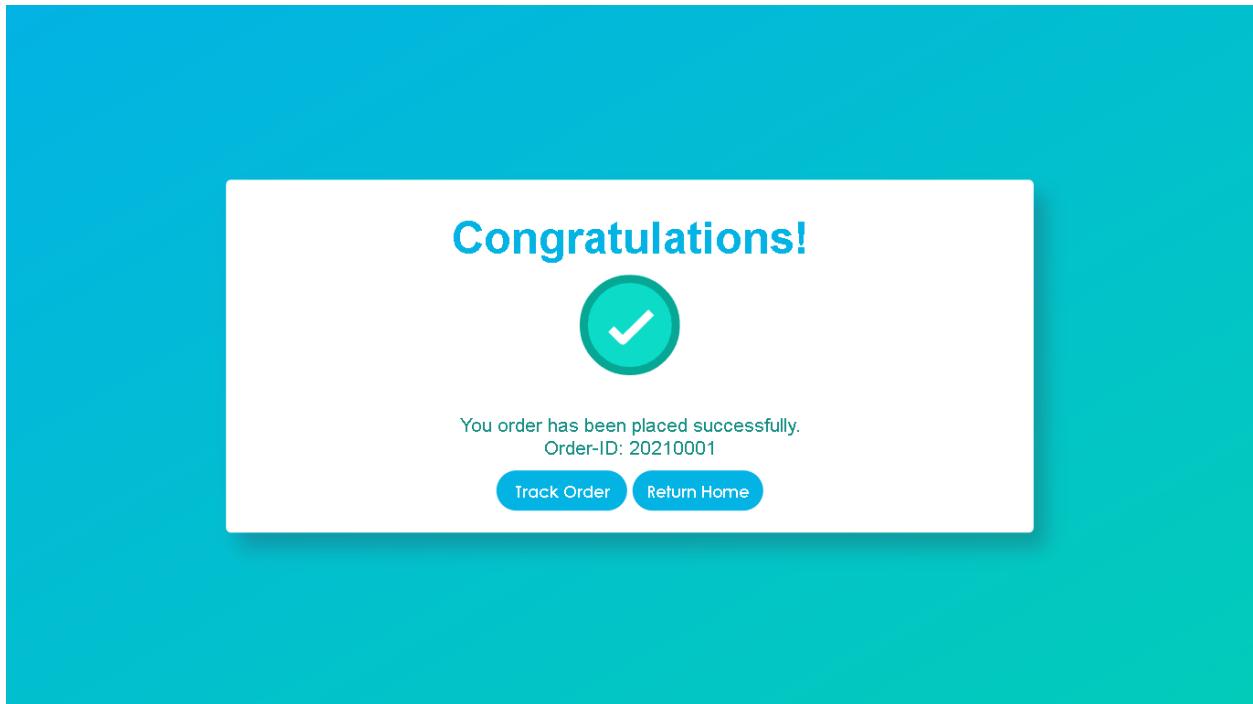 Congratulations!
You order has been placed successfully.
Order-ID: 20210001
Track Order
Return Home